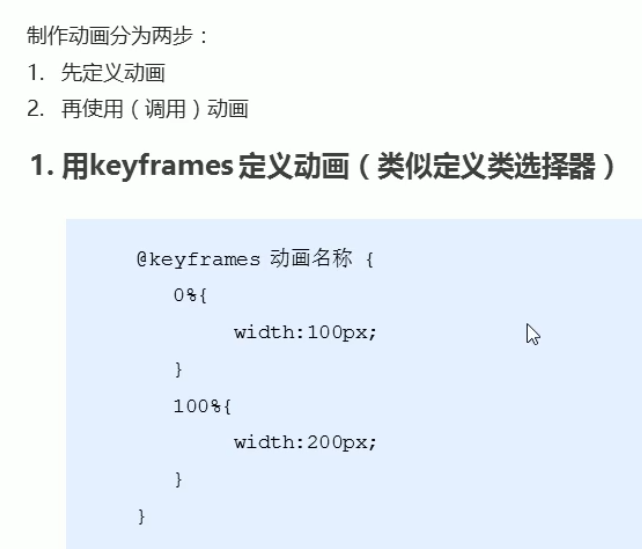 制作动画分为两步：
1. 先定义动画
2. 再使用（调用）动画
1. 用keyframes 定义动画（类似定义类选择器）
@keyframes 动画名称 {
0%{
width:100px;
}
100%{
width:200px;
}
}